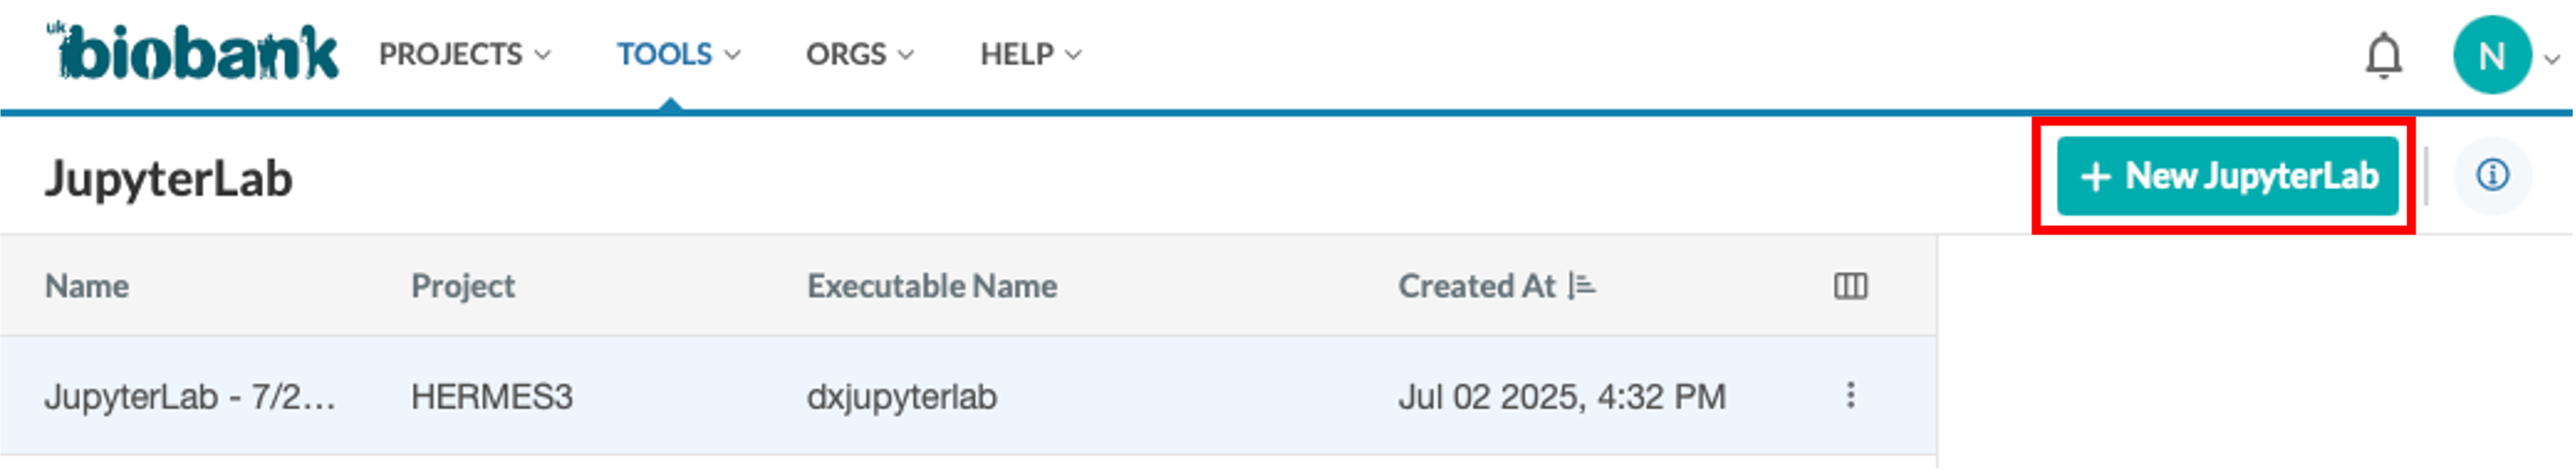 uk biobank PROJECTS TOOLS ORGS HELP N
JupyterLab + New JupyterLab
Name Project Executable Name Created At
JupyterLab - 7/2... HERMES3 dxjupyterlab Jul 02 2025, 4:32 PM